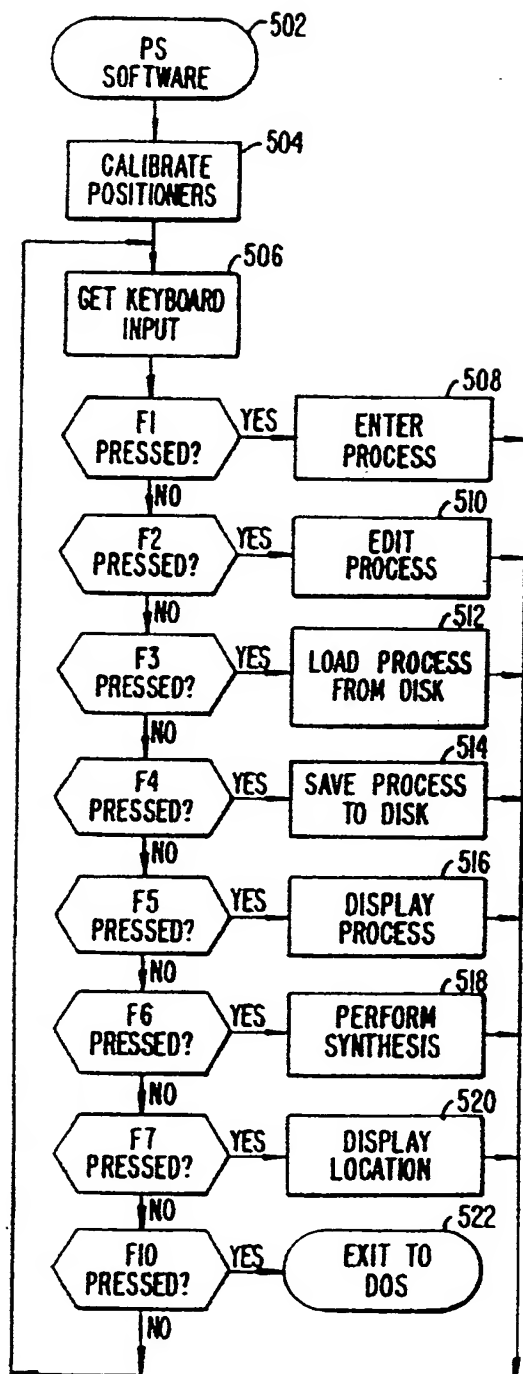 502
PS
SOFTWARE
504
CALIBRATE
POSITIONERS
506
GET KEYBOARD
INPUT
F1
PRESSED?
YES
508
ENTER
PROCESS
NO
F2
PRESSED?
YES
510
EDIT
PROCESS
NO
F3
PRESSED?
YES
512
LOAD PROCESS
FROM DISK
NO
F4
PRESSED?
YES
514
SAVE PROCESS
TO DISK
NO
F5
PRESSED?
YES
516
DISPLAY
PROCESS
NO
F6
PRESSED?
YES
518
PERFORM
SYNTHESIS
NO
F7
PRESSED?
YES
520
DISPLAY
LOCATION
NO
F10
PRESSED?
YES
522
EXIT TO
DOS
NO